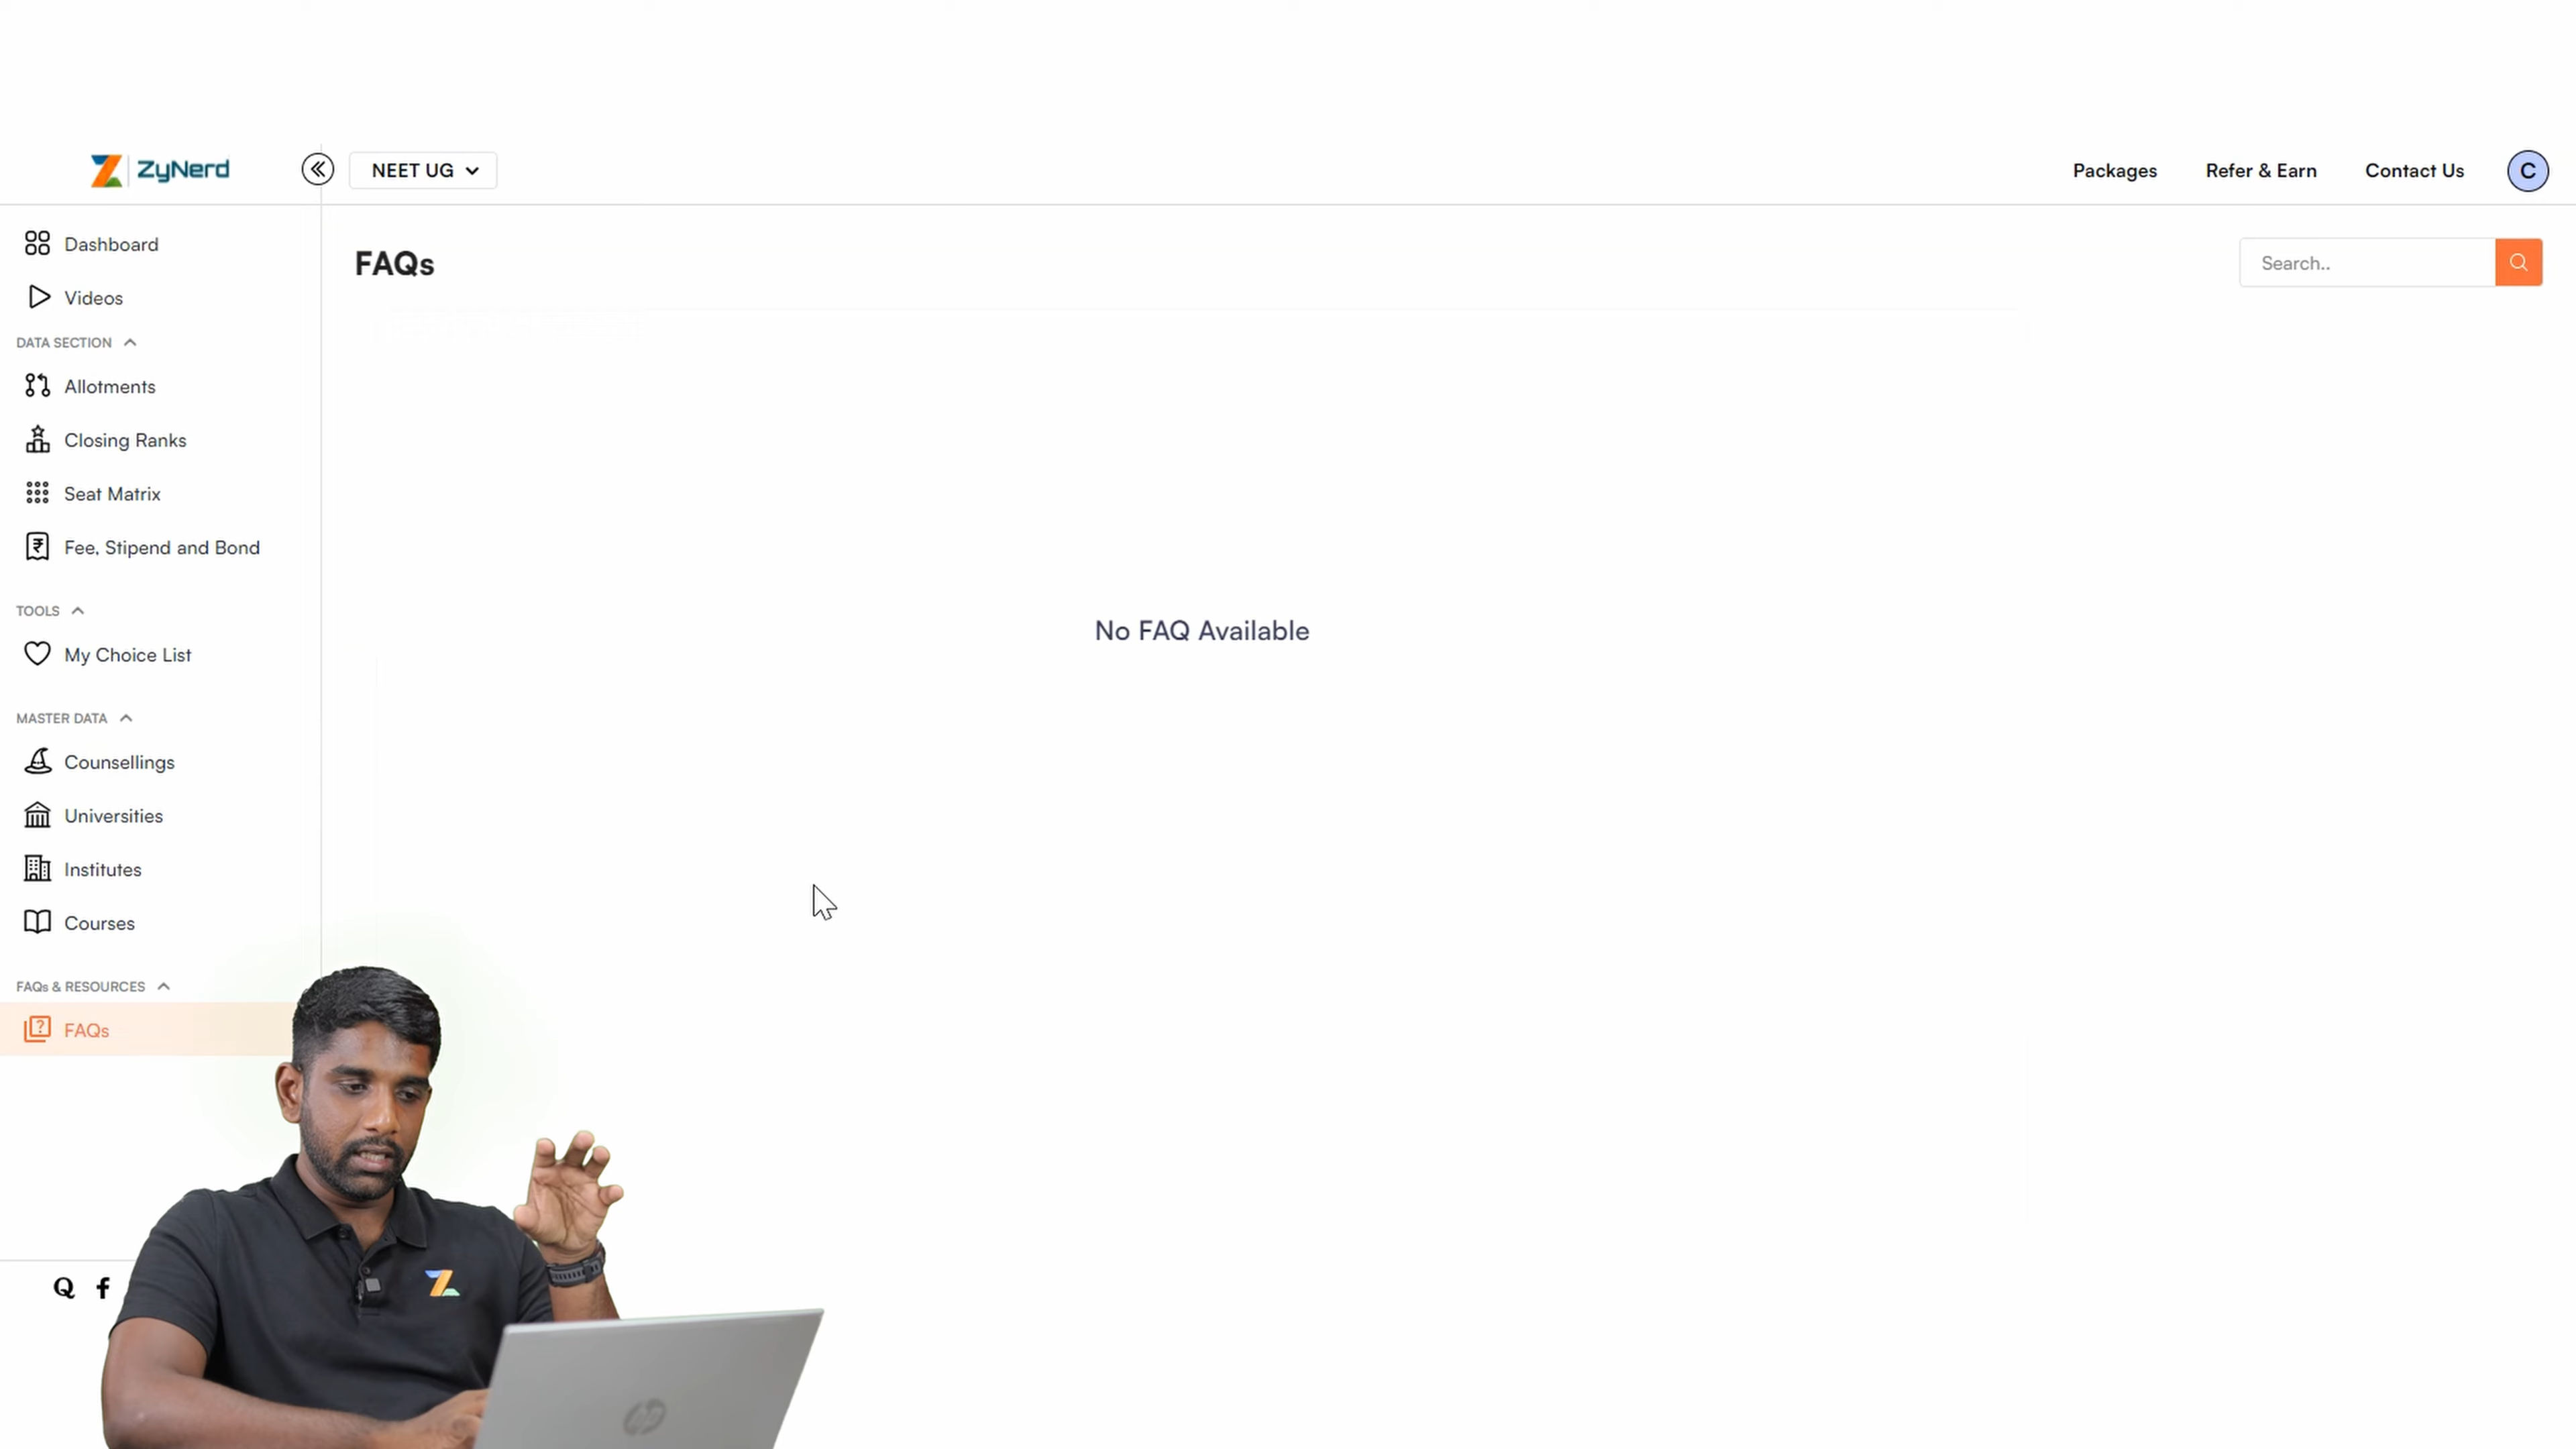 ZyNerd
NEET UG
Packages
Refer & Earn
Contact Us
C
Dashboard
Videos
DATA SECTION
Allotments
Closing Ranks
Seat Matrix
Fee, Stipend and Bond
TOOLS
My Choice List
MASTER DATA
Counsellings
Universities
Institutes
Courses
FAQs & RESOURCES
FAQs
FAQs
Search..
No FAQ Available
hp